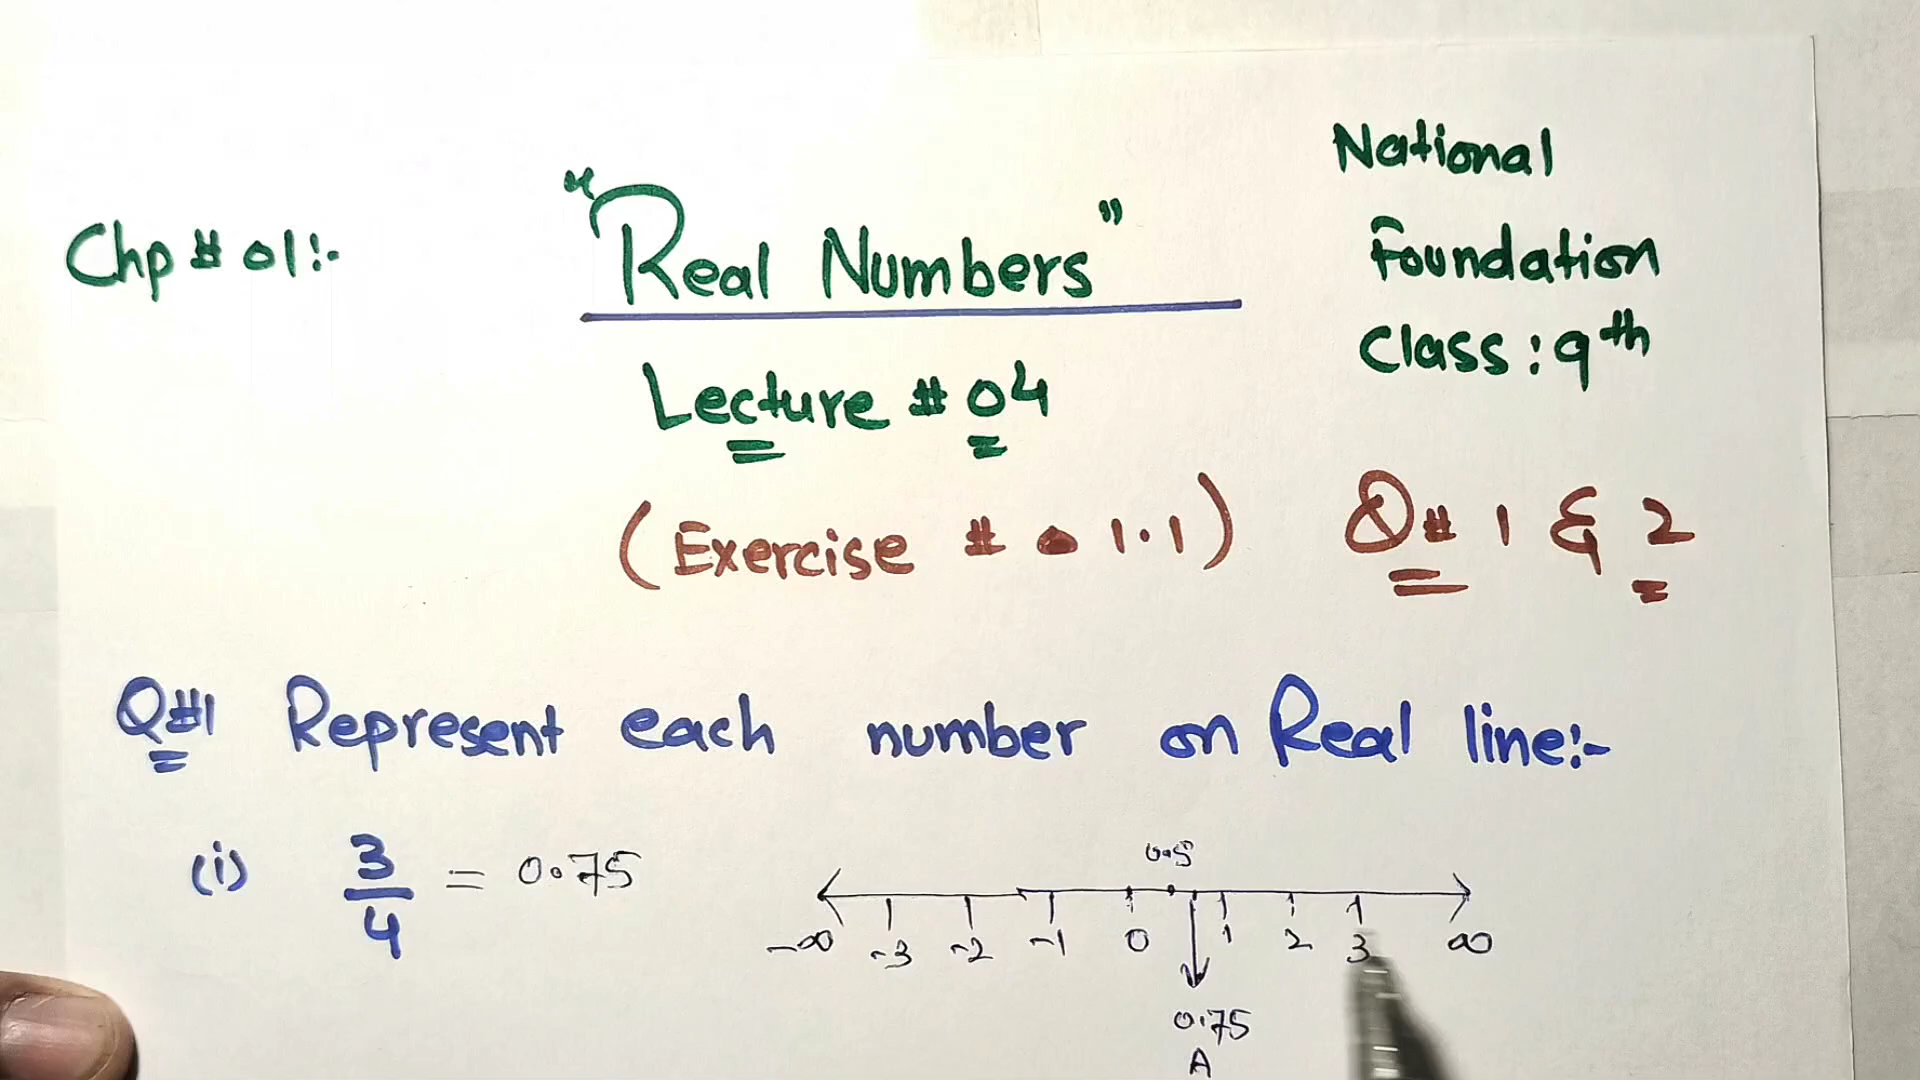 National
Chp # 01:-
"Real Numbers"
Foundation
Class: 9th
Lecture # 04
(Exercise # 1.1) Q# 1 & 2
Q#1 Represent each number on Real line:-
(i) 3/4 = 0.75
0.5
-∞ -3 -2 -1 0 1 2 3 ∞
0.75
A